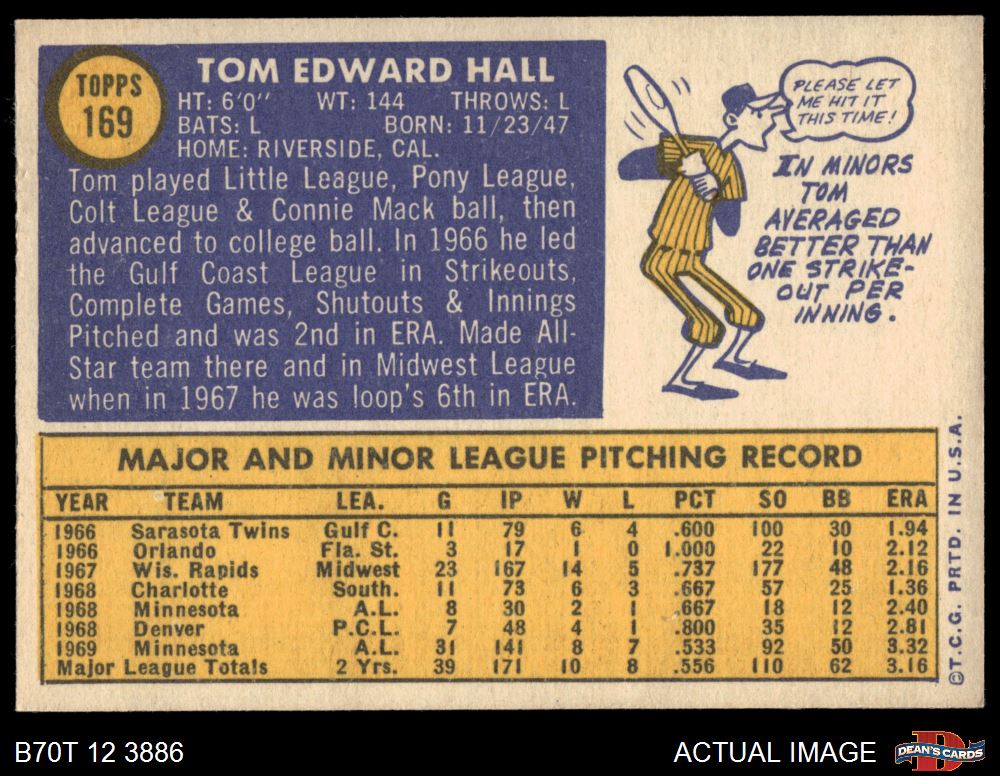 TOPPS
169
TOM EDWARD HALL
HT: 6'0" WT: 144 THROWS: L
BATS: L BORN: 11/23/47
HOME: RIVERSIDE, CAL.
Tom played Little League, Pony League,
Colt League & Connie Mack ball, then
advanced to college ball. In 1966 he led
the Gulf Coast League in Strikeouts,
Complete Games, Shutouts & Innings
Pitched and was 2nd in ERA. Made All-
Star team there and in Midwest League
when in 1967 he was loop's 6th in ERA.
PLEASE LET
ME HIT IT
THIS TIME!
IN MINORS
TOM
AVERAGED
BETTER THAN
ONE STRIKE-
OUT PER
INNING.
MAJOR AND MINOR LEAGUE PITCHING RECORD
YEAR TEAM LEA. G IP W L PCT SO BB ERA
1966 Sarasota Twins Gulf C. 11 79 6 4 .600 100 30 1.94
1966 Orlando Fla. St. 3 17 1 0 1.000 22 10 2.12
1967 Wis. Rapids Midwest 23 167 14 5 .737 177 48 2.16
1968 Charlotte South. 11 73 6 3 .667 57 25 1.36
1968 Minnesota A.L. 8 30 2 1 .667 18 12 2.40
1968 Denver P.C.L. 7 48 4 1 .800 35 12 2.81
1969 Minnesota A.L. 31 141 8 7 .533 92 50 3.32
Major League Totals 2 Yrs. 39 171 10 8 .556 110 62 3.16
©T.C.G. PRTD. IN U.S.A.
B70T 12 3886
ACTUAL IMAGE
DEAN'S CARDS